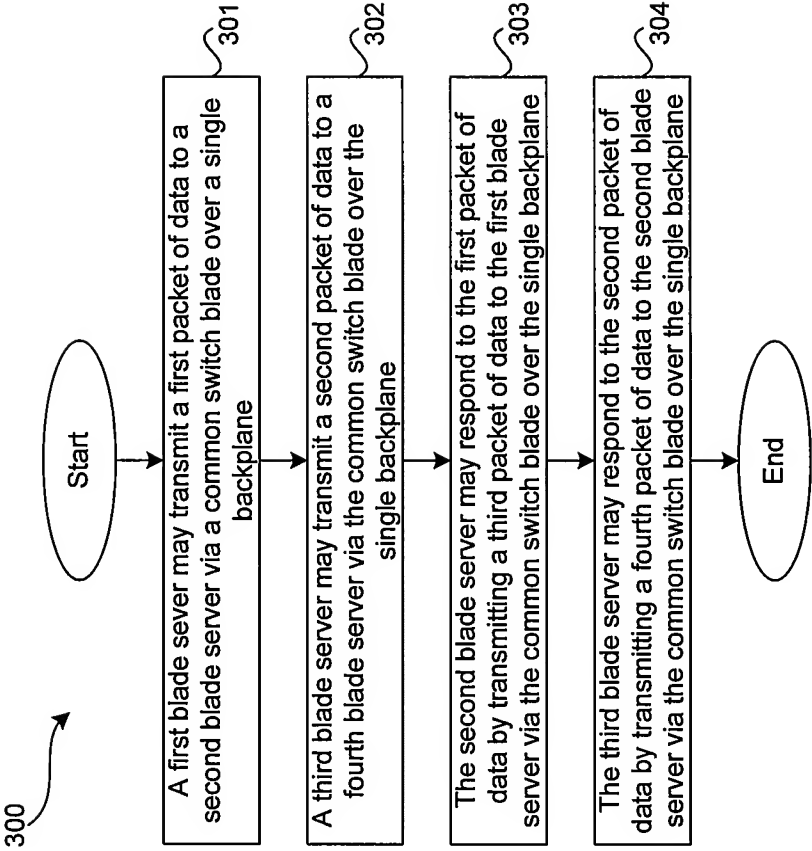 300
Start
A first blade sever may transmit a first packet of data to a
second blade server via a common switch blade over a single
backplane
301
A third blade server may transmit a second packet of data to a
fourth blade server via the common switch blade over the
single backplane
302
The second blade server may respond to the first packet of
data by transmitting a third packet of data to the first blade
server via the common switch blade over the single backplane
303
The third blade server may respond to the second packet of
data by transmitting a fourth packet of data to the second blade
server via the common switch blade over the single backplane
304
End